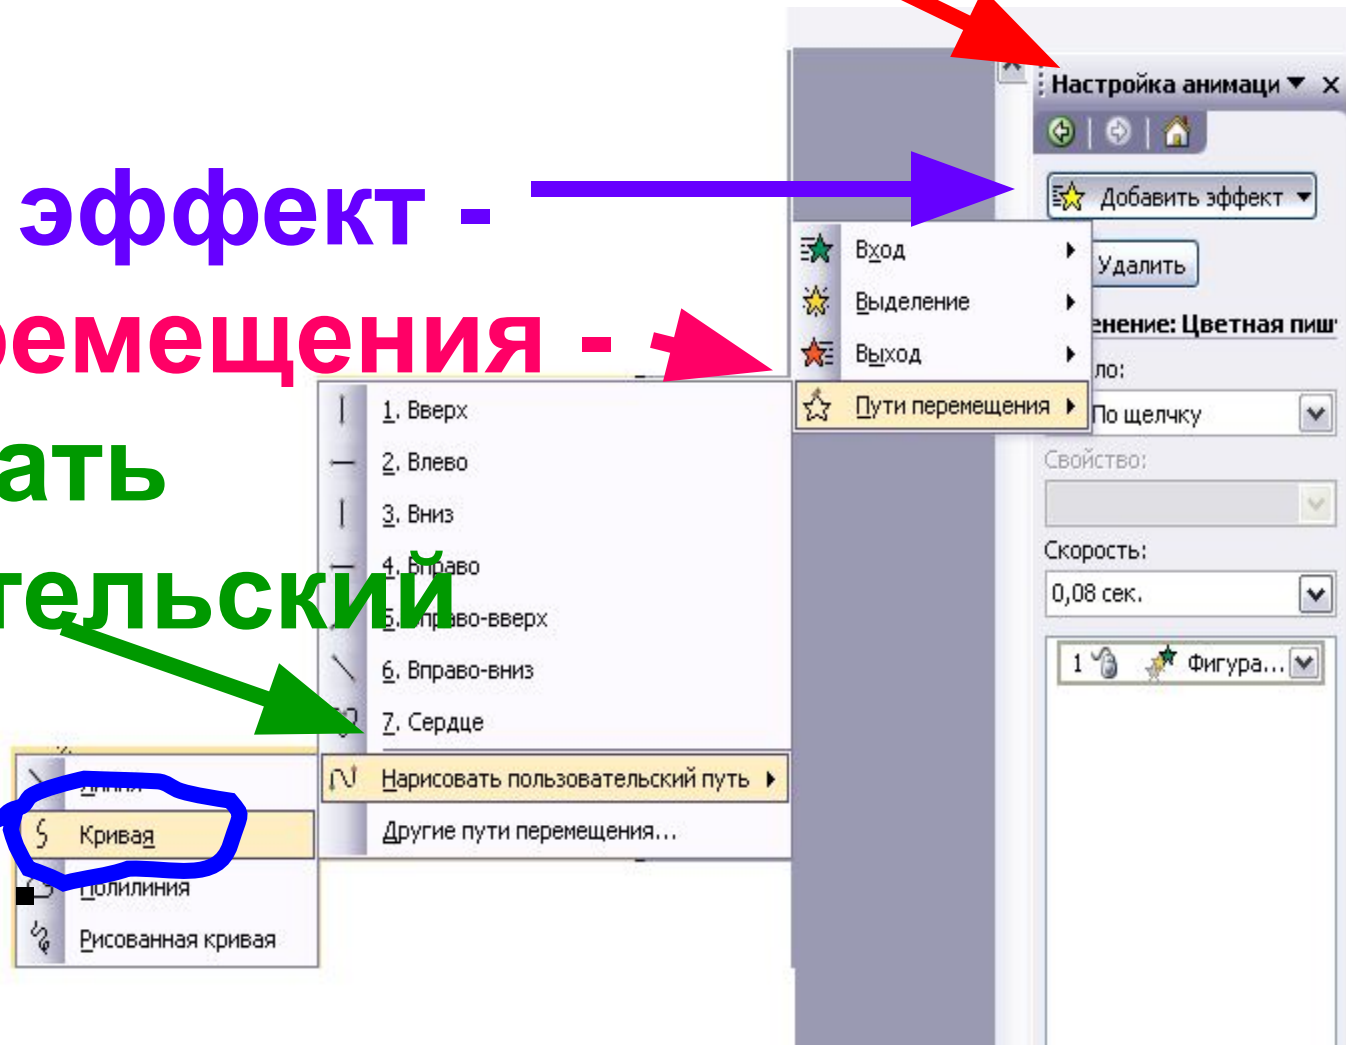 Настройка анимаци
Добавить эффект
эффект -
Вход
Удалить
Выделение
енение: Цветная пиш
ремещения -
Выход
ло:
Пути перемещения
По щелчку
1. Вверх
ать
2. Влево
Свойство:
3. Вниз
Скорость:
4. Вправо
0,08 сек.
тельский
5. Вправо-вверх
1 Фигура...
6. Вправо-вниз
7. Сердце
Нарисовать пользовательский путь
Линия
Другие пути перемещения...
Кривая
Полилиния
Рисованная кривая